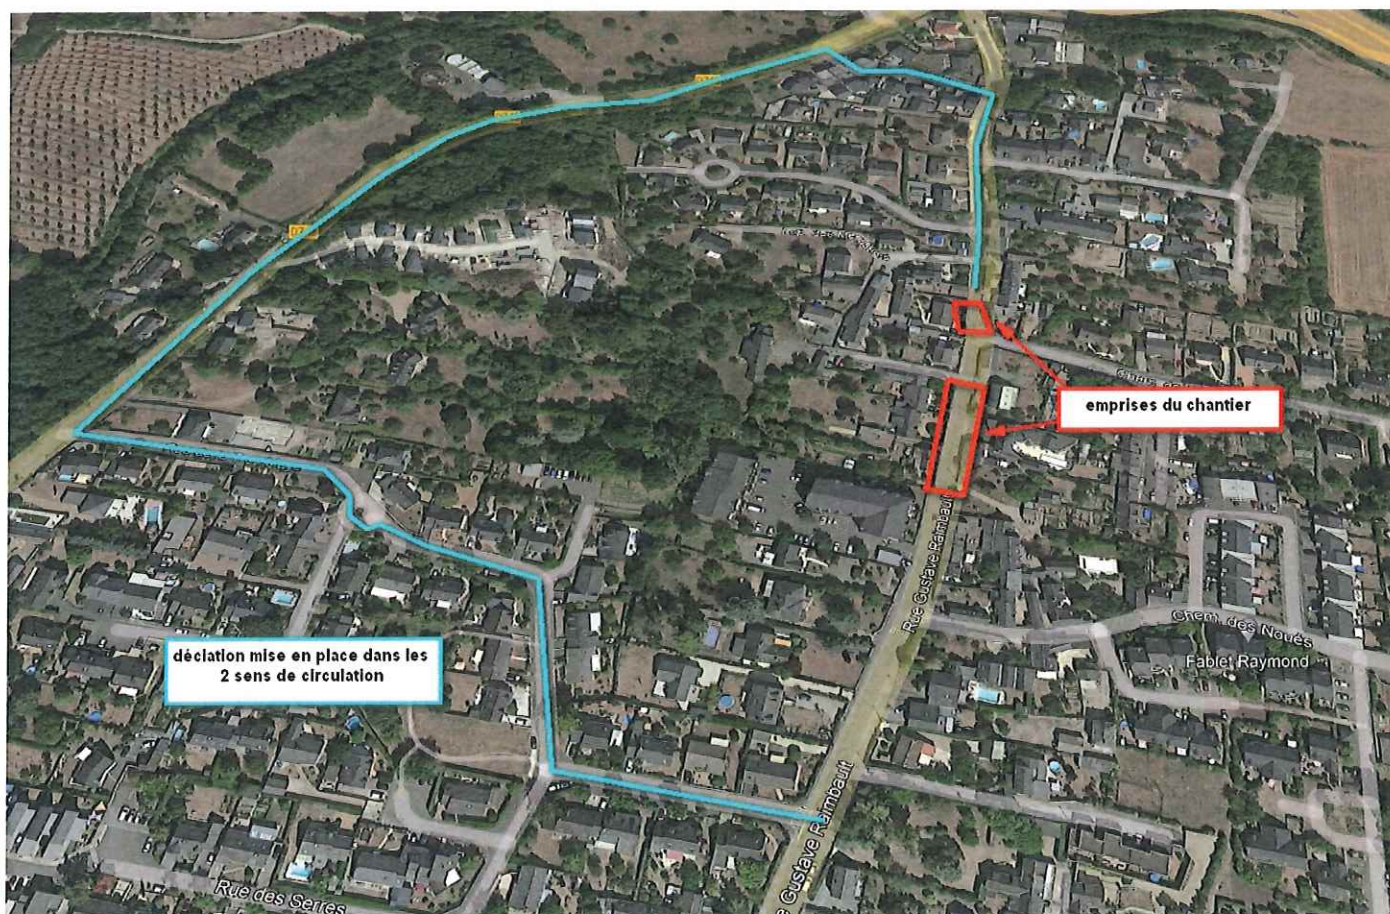 emprises du chantier
Rue Gustave Raimbault
Chem. des Noués
Fablet Raymond
déciation mise en place dans les
2 sens de circulation
Gustave Raimbault
Rue des Serres